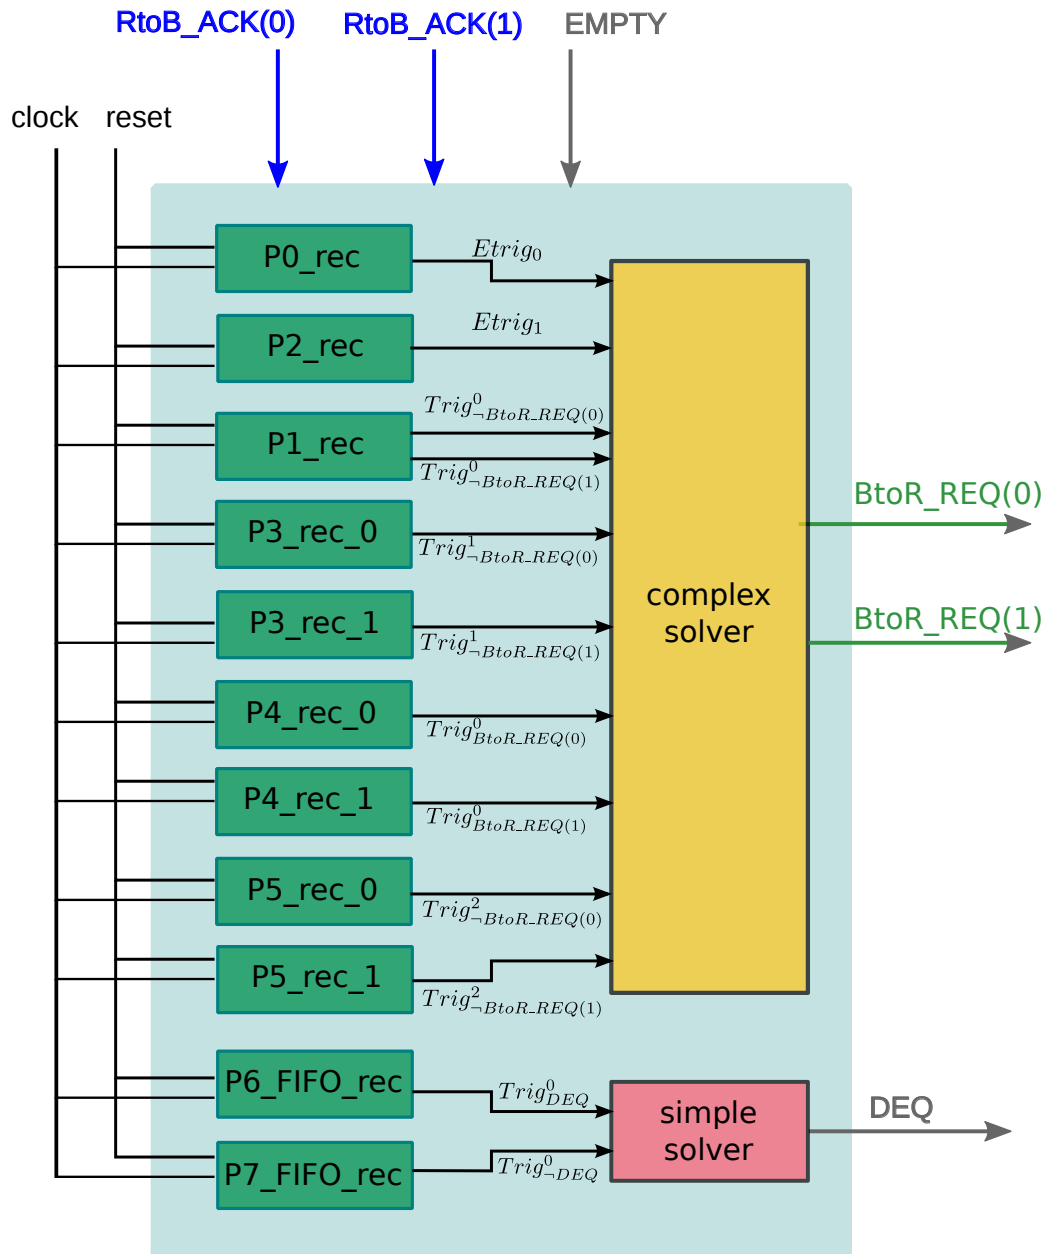 RtoB_ACK(0) RtoB_ACK(1) EMPTY
clock reset
P0_rec
Etrig₀
P2_rec
Etrig₁
P1_rec
Trig⁰¬BtoR_REQ(0)
Trig⁰¬BtoR_REQ(1)
P3_rec_0
Trig¹¬BtoR_REQ(0)
P3_rec_1
Trig¹¬BtoR_REQ(1)
P4_rec_0
Trig⁰BtoR_REQ(0)
P4_rec_1
Trig⁰BtoR_REQ(1)
P5_rec_0
Trig²¬BtoR_REQ(0)
P5_rec_1
Trig²¬BtoR_REQ(1)
complex
solver
BtoR_REQ(0)
BtoR_REQ(1)
P6_FIFO_rec
Trig⁰DEQ
P7_FIFO_rec
Trig⁰¬DEQ
simple
solver
DEQ